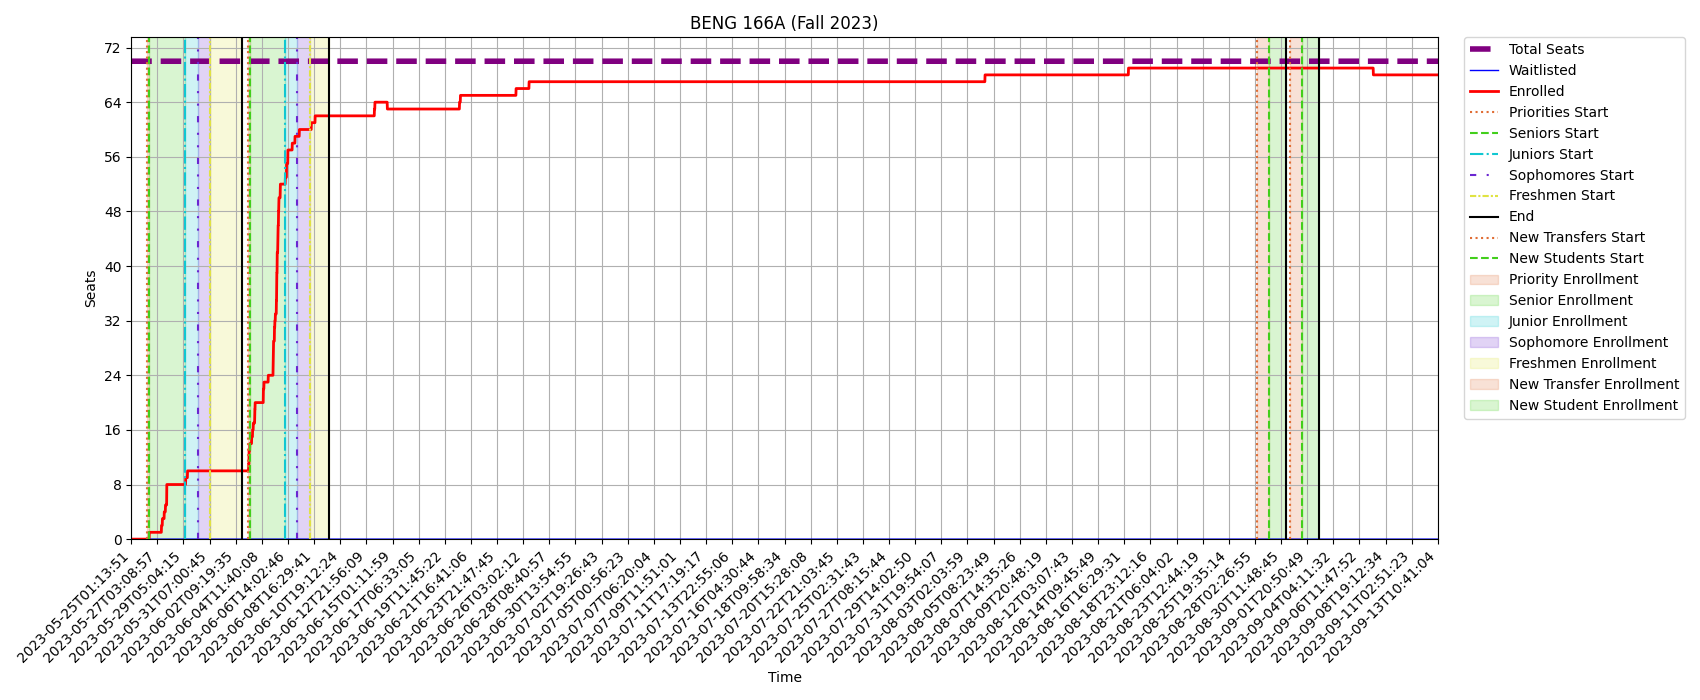 BENG 166A (Fall 2023)
Seats
72
64
56
48
40
32
24
16
8
0
2023-05-25T01:13:51
2023-05-27T03:08:57
2023-05-29T05:04:15
2023-05-31T07:00:45
2023-06-02T09:19:35
2023-06-04T11:40:08
2023-06-06T14:02:46
2023-06-08T16:29:41
2023-06-10T19:12:24
2023-06-12T21:56:09
2023-06-15T01:11:59
2023-06-17T06:33:05
2023-06-19T11:45:22
2023-06-21T16:41:06
2023-06-23T21:47:45
2023-06-26T03:02:12
2023-06-28T08:40:57
2023-06-30T13:54:55
2023-07-02T19:26:43
2023-07-05T00:56:23
2023-07-07T06:20:04
2023-07-09T11:51:01
2023-07-11T17:19:17
2023-07-13T22:55:06
2023-07-16T04:30:44
2023-07-18T09:58:34
2023-07-20T15:28:08
2023-07-22T21:03:45
2023-07-25T02:31:43
2023-07-27T08:15:44
2023-07-29T14:02:50
2023-07-31T19:54:07
2023-08-03T02:03:59
2023-08-05T08:23:49
2023-08-07T14:35:26
2023-08-09T20:48:19
2023-08-12T03:07:43
2023-08-14T09:45:49
2023-08-16T16:29:31
2023-08-18T23:12:16
2023-08-21T06:04:02
2023-08-23T12:44:19
2023-08-25T19:35:14
2023-08-28T02:26:55
2023-08-30T11:48:45
2023-09-01T20:50:49
2023-09-04T04:11:32
2023-09-06T11:47:52
2023-09-08T19:12:34
2023-09-11T02:51:23
2023-09-13T10:41:04
Time
Total Seats
Waitlisted
Enrolled
Priorities Start
Seniors Start
Juniors Start
Sophomores Start
Freshmen Start
End
New Transfers Start
New Students Start
Priority Enrollment
Senior Enrollment
Junior Enrollment
Sophomore Enrollment
Freshmen Enrollment
New Transfer Enrollment
New Student Enrollment